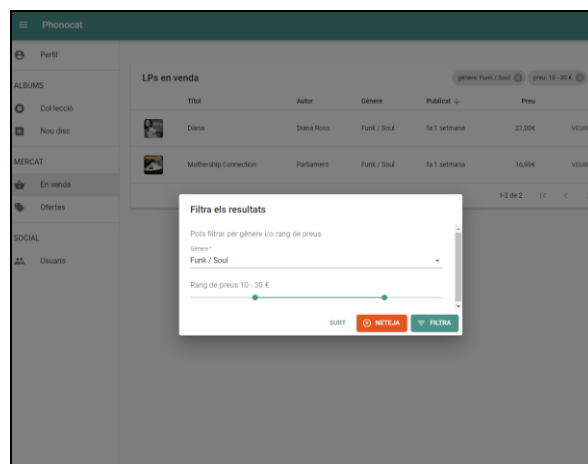 Phonocat
Perfil
ALBUMS
Col·lecció
Nou disc
MERCAT
En venda
Ofertes
SOCIAL
Usuaris
LPs en venda
gènere: Funk / Soul
preu: 10 - 30 €
Títol Autor Gènere Publicat Preu
Diana Diana Ross Funk / Soul fa 1 setmana 21,00€
Mothership Connection Parliament Funk / Soul fa 1 setmana 16,99€
1-2 de 2
Filtra els resultats
Pots filtrar per gènere i/o rang de preus
Gènere *
Funk / Soul
Rang de preus 10 - 30 €
SURT NETEJA FILTRA